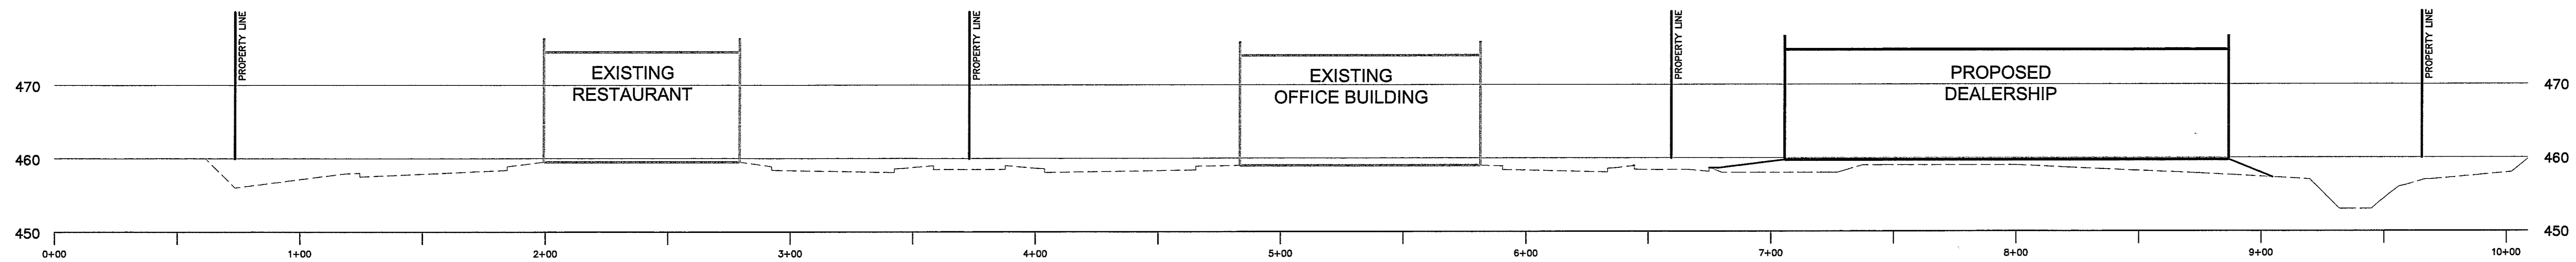 PROPERTY LINE
PROPERTY LINE
PROPERTY LINE
PROPERTY LINE
EXISTING
RESTAURANT
EXISTING
OFFICE BUILDING
PROPOSED
DEALERSHIP
470
470
460
460
450
450
0+00
1+00
2+00
3+00
4+00
5+00
6+00
7+00
8+00
9+00
10+00